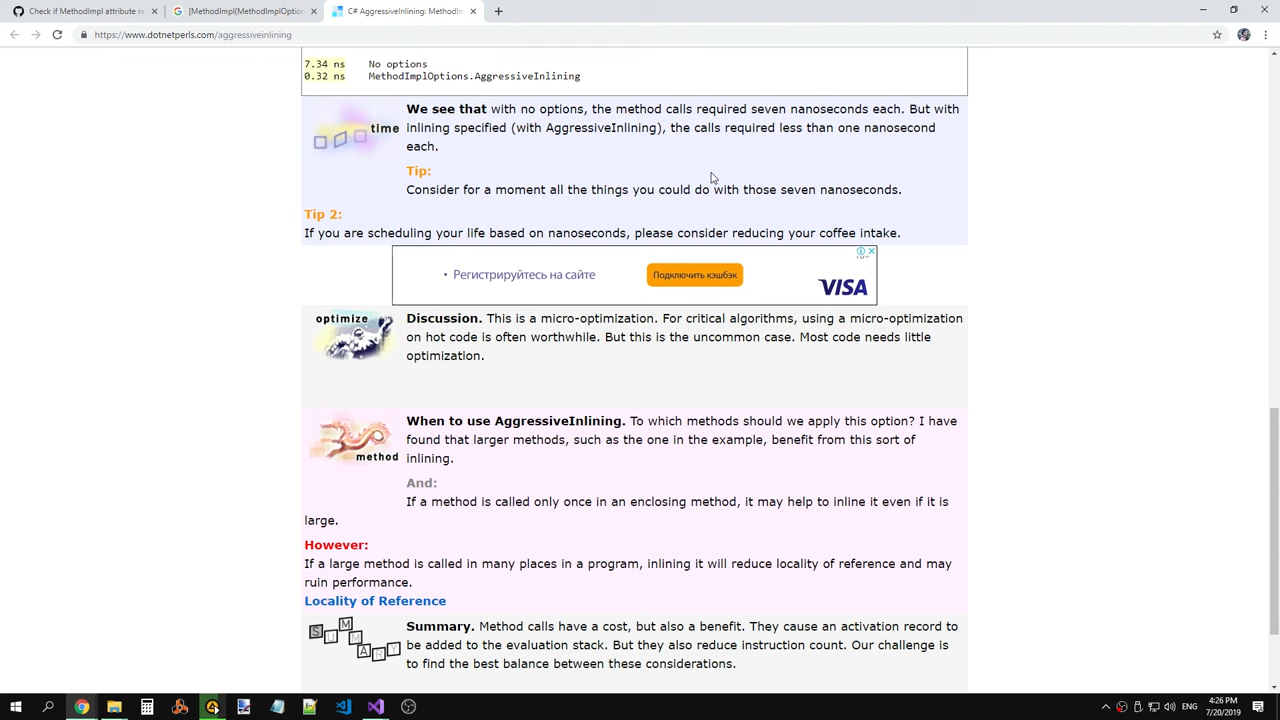 Check if MethodImpl attribute re
[MethodImpl(MethodImplOption
C# AggressiveInlining: MethodIm
https://www.dotnetperls.com/aggressiveinlining
7.34 ns No options
0.32 ns MethodImplOptions.AggressiveInlining
time
We see that with no options, the method calls required seven nanoseconds each. But with
inlining specified (with AggressiveInlining), the calls required less than one nanosecond
each.
Tip:
Consider for a moment all the things you could do with those seven nanoseconds.
Tip 2:
If you are scheduling your life based on nanoseconds, please consider reducing your coffee intake.
• Регистрируйтесь на сайте
Подключить кэшбэк
VISA
optimize
Discussion. This is a micro-optimization. For critical algorithms, using a micro-optimization
on hot code is often worthwhile. But this is the uncommon case. Most code needs little
optimization.
method
When to use AggressiveInlining. To which methods should we apply this option? I have
found that larger methods, such as the one in the example, benefit from this sort of
inlining.
And:
If a method is called only once in an enclosing method, it may help to inline it even if it is
large.
However:
If a large method is called in many places in a program, inlining it will reduce locality of reference and may
ruin performance.
Locality of Reference
SUMMARY
Summary. Method calls have a cost, but also a benefit. They cause an activation record to
be added to the evaluation stack. But they also reduce instruction count. Our challenge is
to find the best balance between these considerations.
ENG
4:26 PM
7/20/2019